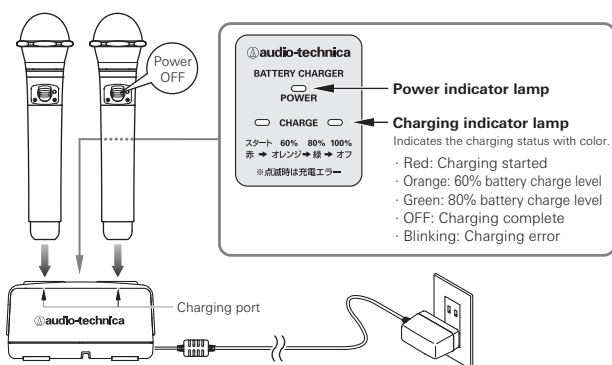 Power
OFF
audio-technica
BATTERY CHARGER
POWER
CHARGE
スタート 60% 80% 100%
赤 ➔ オレンジ ➔ 緑 ➔ オフ
※点滅時は充電エラー
Power indicator lamp
Charging indicator lamp
Indicates the charging status with color.
· Red: Charging started
· Orange: 60% battery charge level
· Green: 80% battery charge level
· OFF: Charging complete
· Blinking: Charging error
Charging port
audio-technica